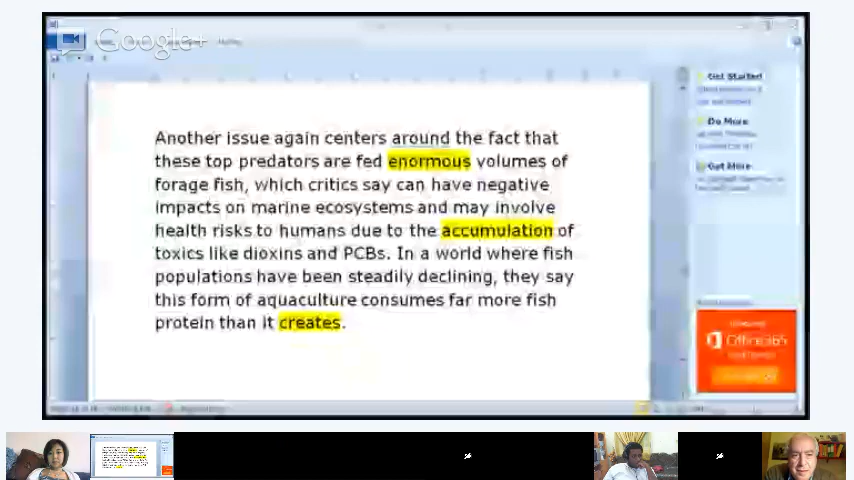 Google+
Get Started
Another issue again centers around the fact that
these top predators are fed enormous volumes of
forage fish, which critics say can have negative
impacts on marine ecosystems and may involve
health risks to humans due to the accumulation of
toxics like dioxins and PCBs. In a world where fish
populations have been steadily declining, they say
this form of aquaculture consumes far more fish
protein than it creates.
Do More
Get More
Office 365